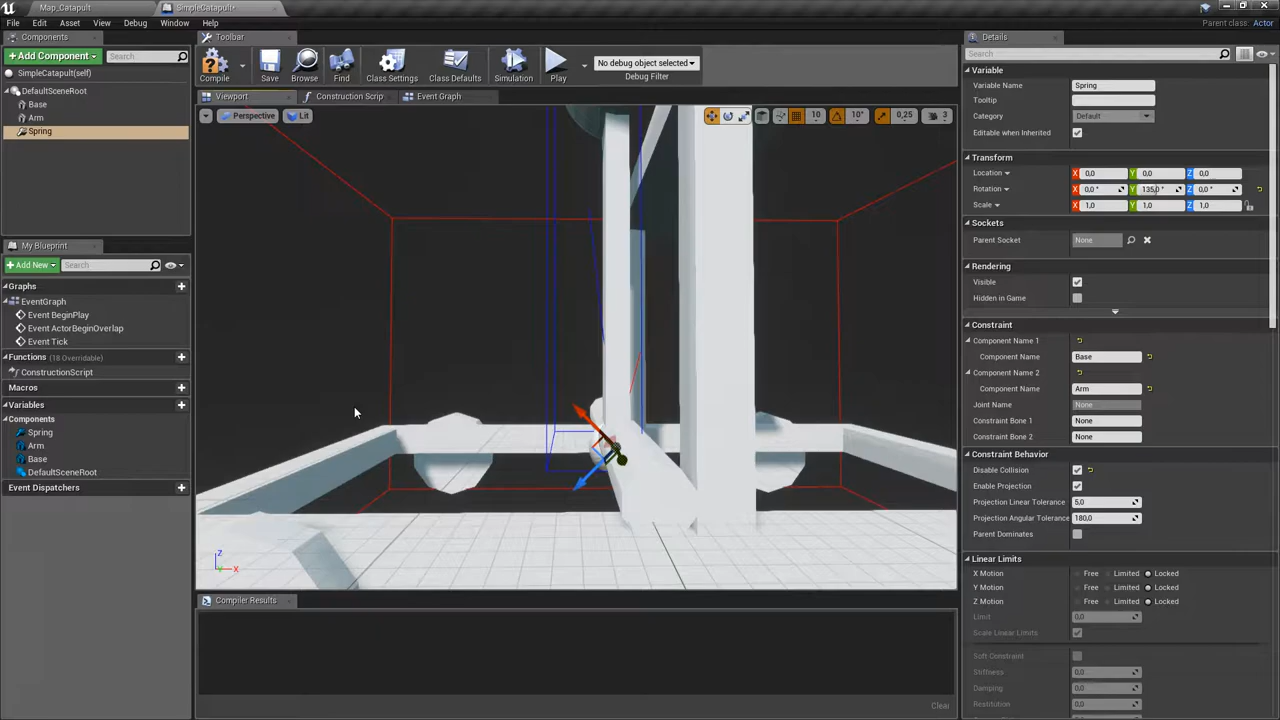 Map_Catapult
SimpleCatapult*
File Edit Asset View Debug Window Help
Parent class: Actor
Components
Add Component
Search
SimpleCatapult(self)
DefaultSceneRoot
Base
Arm
Spring
My Blueprint
Add New
Search
Graphs
EventGraph
Event BeginPlay
Event ActorBeginOverlap
Event Tick
Functions (18 Overridable)
ConstructionScript
Macros
Variables
Components
Spring
Arm
Base
DefaultSceneRoot
Event Dispatchers
Toolbar
Compile
Save
Browse
Find
Class Settings
Class Defaults
Simulation
Play
No debug object selected
Debug Filter
Viewport
Construction Scrip
Event Graph
Perspective
Lit
10
10°
0,25
3
Z
X
Y
Compiler Results
Clear
Details
Search
Variable
Variable Name Spring
Tooltip
Category Default
Editable when Inherited
Transform
Location X 0,0 Y 0,0 Z 0,0
Rotation X 0,0 ° Y 135,0 ° Z 0,0 °
Scale X 1,0 Y 1,0 Z 1,0
Sockets
Parent Socket None
Rendering
Visible
Hidden in Game
Constraint
Component Name 1
Component Name Base
Component Name 2
Component Name Arm
Joint Name None
Constraint Bone 1 None
Constraint Bone 2 None
Constraint Behavior
Disable Collision
Enable Projection
Projection Linear Tolerance 5,0
Projection Angular Tolerance 180,0
Parent Dominates
Linear Limits
X Motion Free Limited Locked
Y Motion Free Limited Locked
Z Motion Free Limited Locked
Limit 0,0
Scale Linear Limits
Soft Constraint
Stiffness 0,0
Damping 0,0
Restitution 0,0